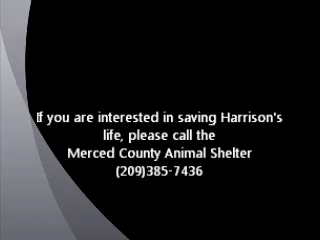 If you are interested in saving Harrison's
life, please call the
Merced County Animal Shelter
(209)385-7436